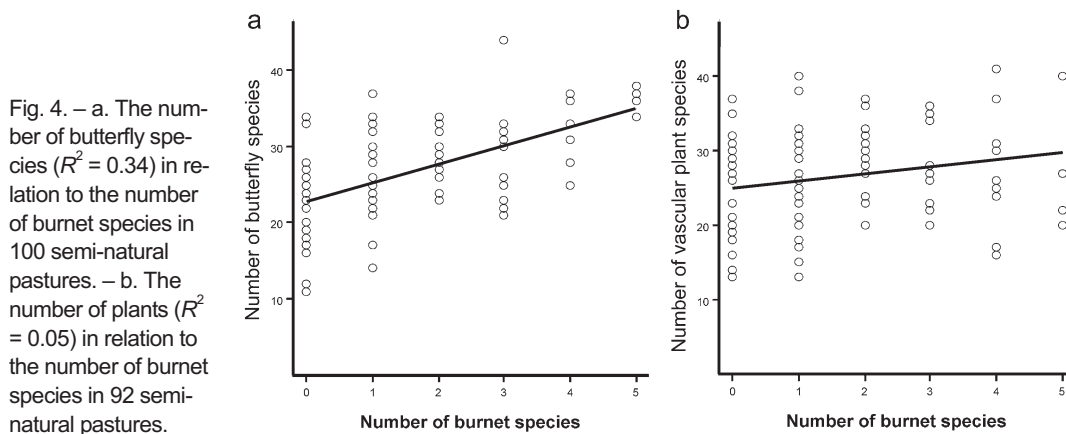 Fig. 4. – a. The num-
ber of butterfly spe-
cies (R² = 0.34) in re-
lation to the number
of burnet species in
100 semi-natural
pastures. – b. The
number of plants (R²
= 0.05) in relation to
the number of burnet
species in 92 semi-
natural pastures.
a
Number of butterfly species
40
30
20
10
0 1 2 3 4 5
Number of burnet species
b
Number of vascular plant species
40
30
20
10
0 1 2 3 4 5
Number of burnet species